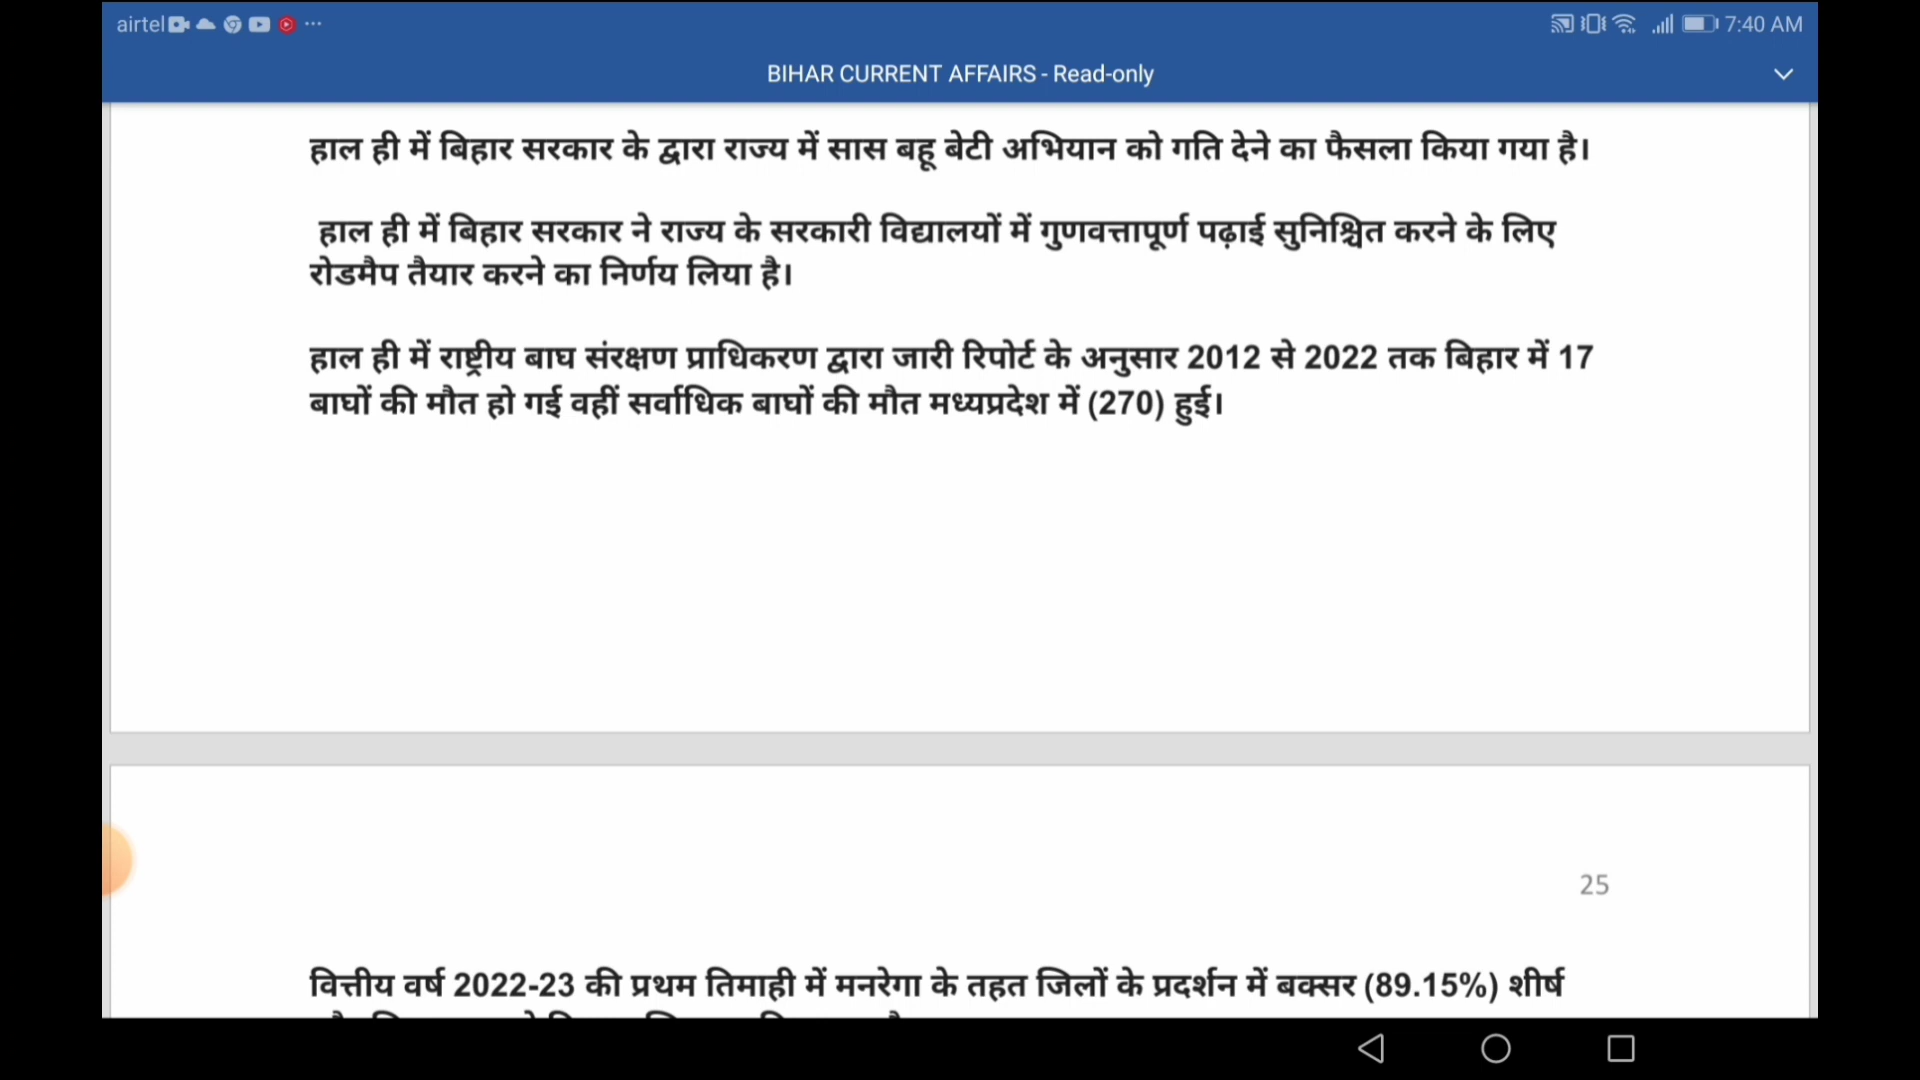 airtel
7:40 AM
BIHAR CURRENT AFFAIRS - Read-only
हाल ही में बिहार सरकार के द्वारा राज्य में सास बहू बेटी अभियान को गति देने का फैसला किया गया है।
हाल ही में बिहार सरकार ने राज्य के सरकारी विद्यालयों में गुणवत्तापूर्ण पढ़ाई सुनिश्चित करने के लिए
रोडमैप तैयार करने का निर्णय लिया है।
हाल ही में राष्ट्रीय बाघ संरक्षण प्राधिकरण द्वारा जारी रिपोर्ट के अनुसार 2012 से 2022 तक बिहार में 17
बाघों की मौत हो गई वहीं सर्वाधिक बाघों की मौत मध्यप्रदेश में (270) हुई।
25
वित्तीय वर्ष 2022-23 की प्रथम तिमाही में मनरेगा के तहत जिलों के प्रदर्शन में बक्सर (89.15%) शीर्ष